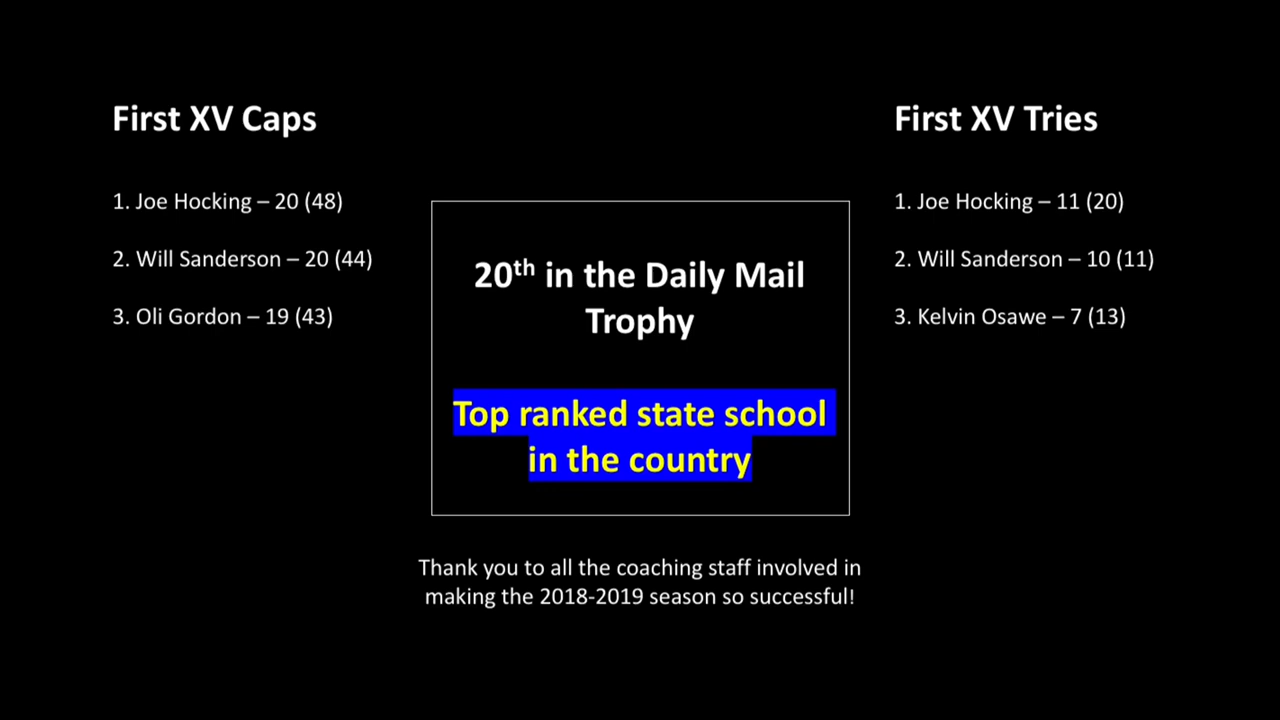 First XV Caps
1. Joe Hocking – 20 (48)
2. Will Sanderson – 20 (44)
3. Oli Gordon – 19 (43)
20th in the Daily Mail
Trophy
Top ranked state school
in the country
Thank you to all the coaching staff involved in
making the 2018-2019 season so successful!
First XV Tries
1. Joe Hocking – 11 (20)
2. Will Sanderson – 10 (11)
3. Kelvin Osawe – 7 (13)